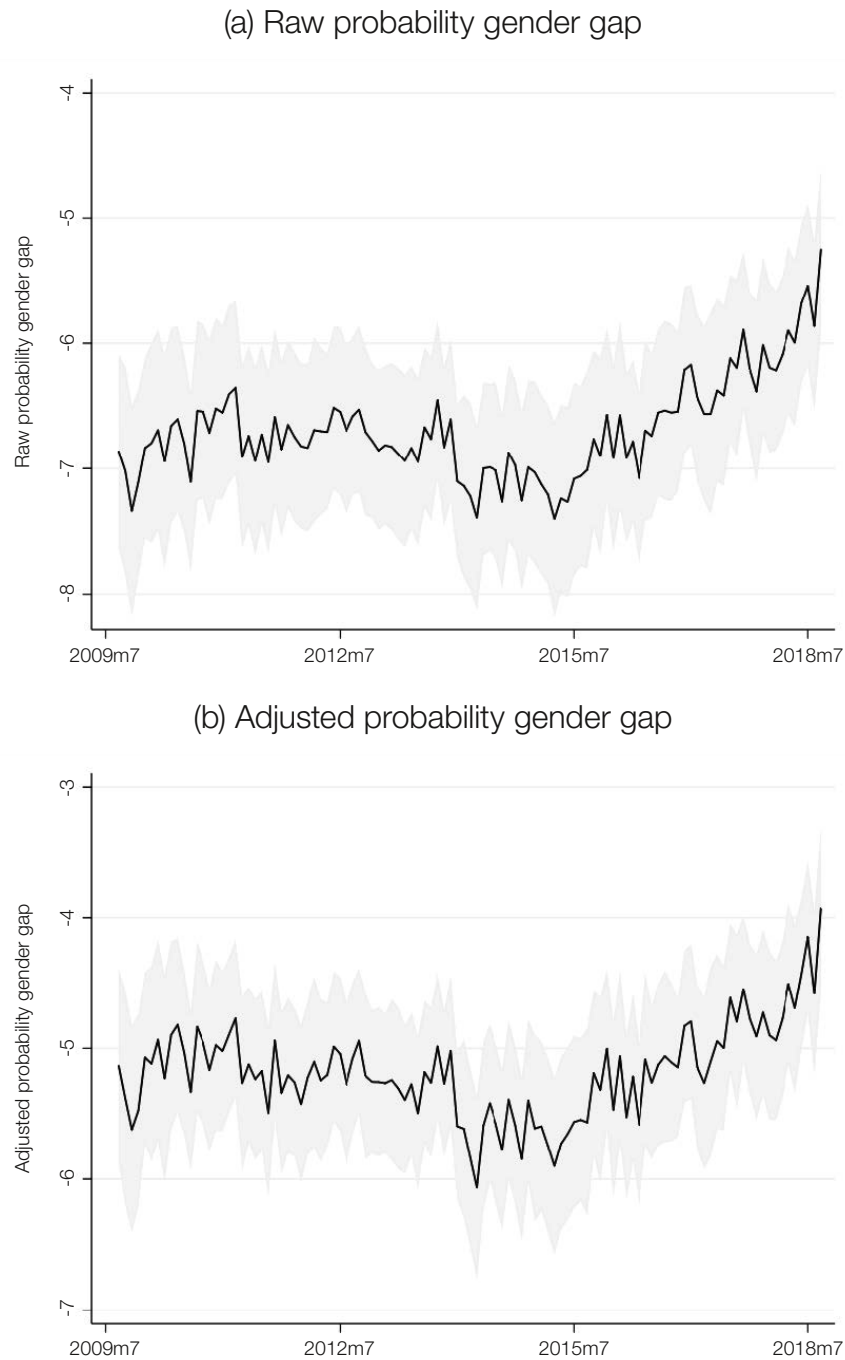 (a) Raw probability gender gap
-4
-5
-6
-7
-8
Raw probability gender gap
2009m7 2012m7 2015m7 2018m7
(b) Adjusted probability gender gap
-3
-4
-5
-6
-7
Adjusted probability gender gap
2009m7 2012m7 2015m7 2018m7